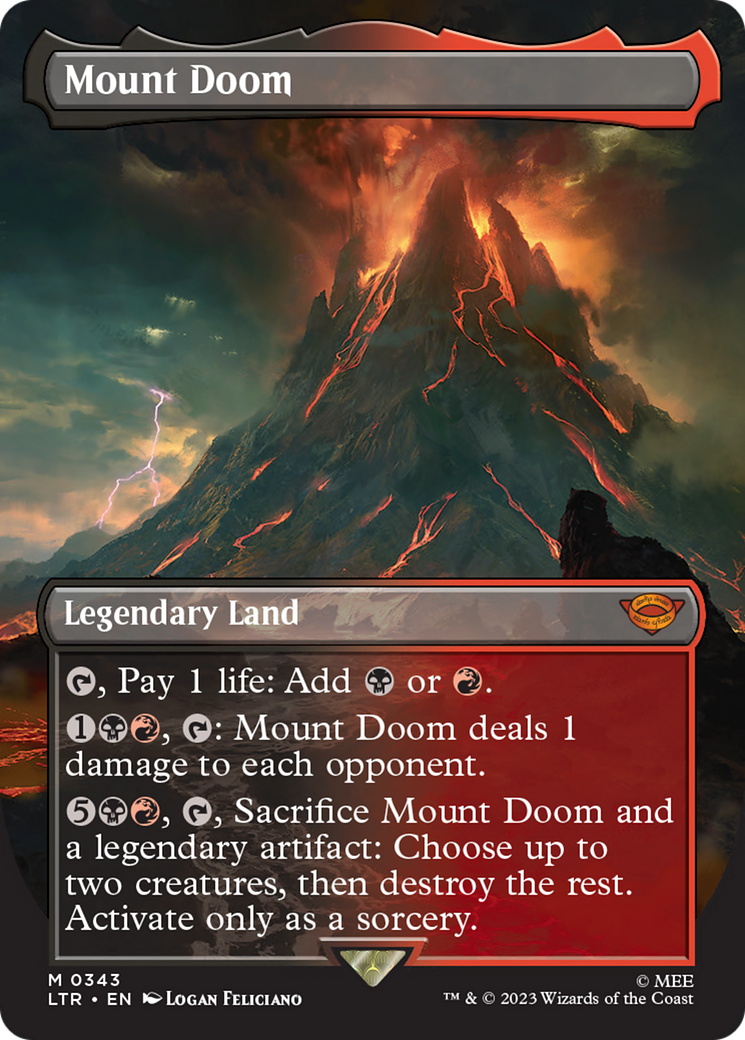 Mount Doom
Legendary Land
, Pay 1 life: Add or .
1 , : Mount Doom deals 1
damage to each opponent.
5 , , Sacrifice Mount Doom and
a legendary artifact: Choose up to
two creatures, then destroy the rest.
Activate only as a sorcery.
M 0343
LTR • EN Logan Feliciano
© MEE
™ & © 2023 Wizards of the Coast